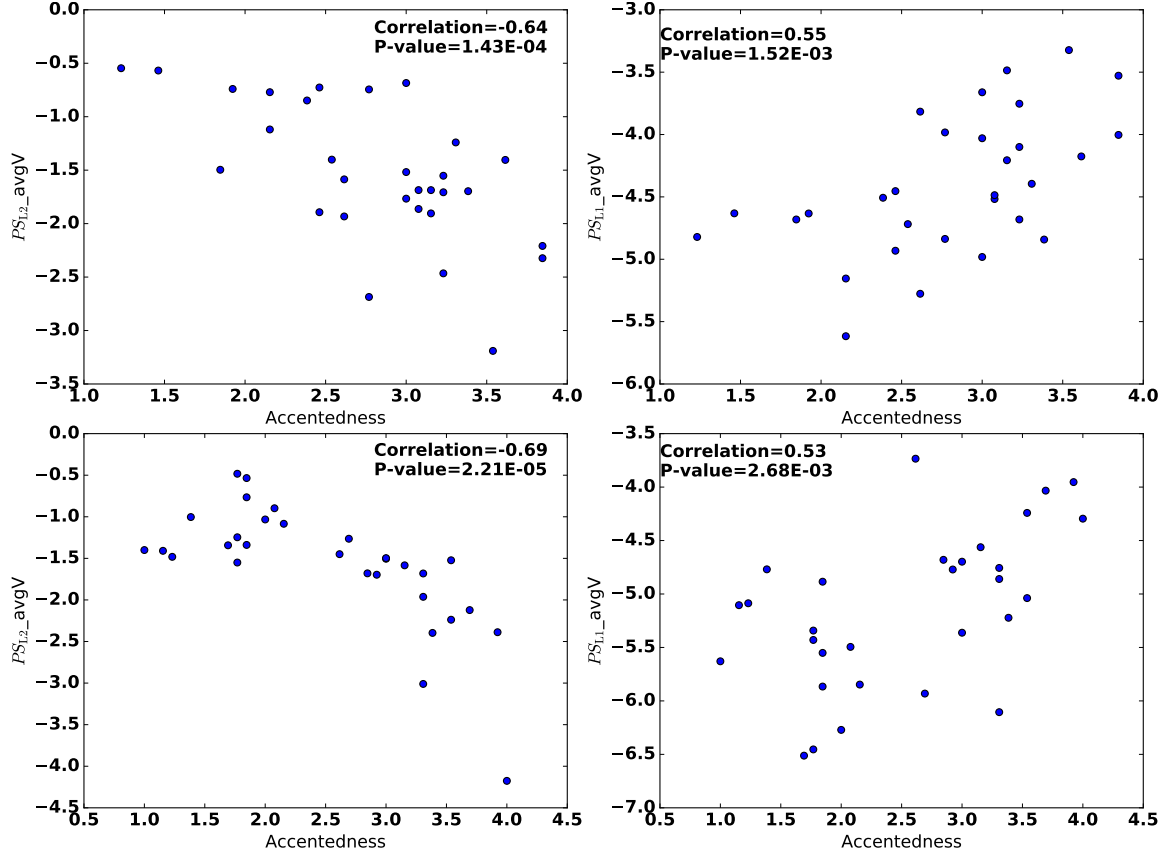 0.0
−0.5
−1.0
−1.5
−2.0
−2.5
−3.0
−3.5
PS_L2_avgV
Correlation=-0.64
P-value=1.43E-04
1.0 1.5 2.0 2.5 3.0 3.5 4.0
Accentedness
−3.0
−3.5
−4.0
−4.5
−5.0
−5.5
−6.0
PS_L1_avgV
Correlation=0.55
P-value=1.52E-03
1.0 1.5 2.0 2.5 3.0 3.5 4.0
Accentedness
0.0
−0.5
−1.0
−1.5
−2.0
−2.5
−3.0
−3.5
−4.0
−4.5
PS_L2_avgV
Correlation=-0.69
P-value=2.21E-05
0.5 1.0 1.5 2.0 2.5 3.0 3.5 4.0 4.5
Accentedness
−3.5
−4.0
−4.5
−5.0
−5.5
−6.0
−6.5
−7.0
PS_L1_avgV
Correlation=0.53
P-value=2.68E-03
0.5 1.0 1.5 2.0 2.5 3.0 3.5 4.0 4.5
Accentedness